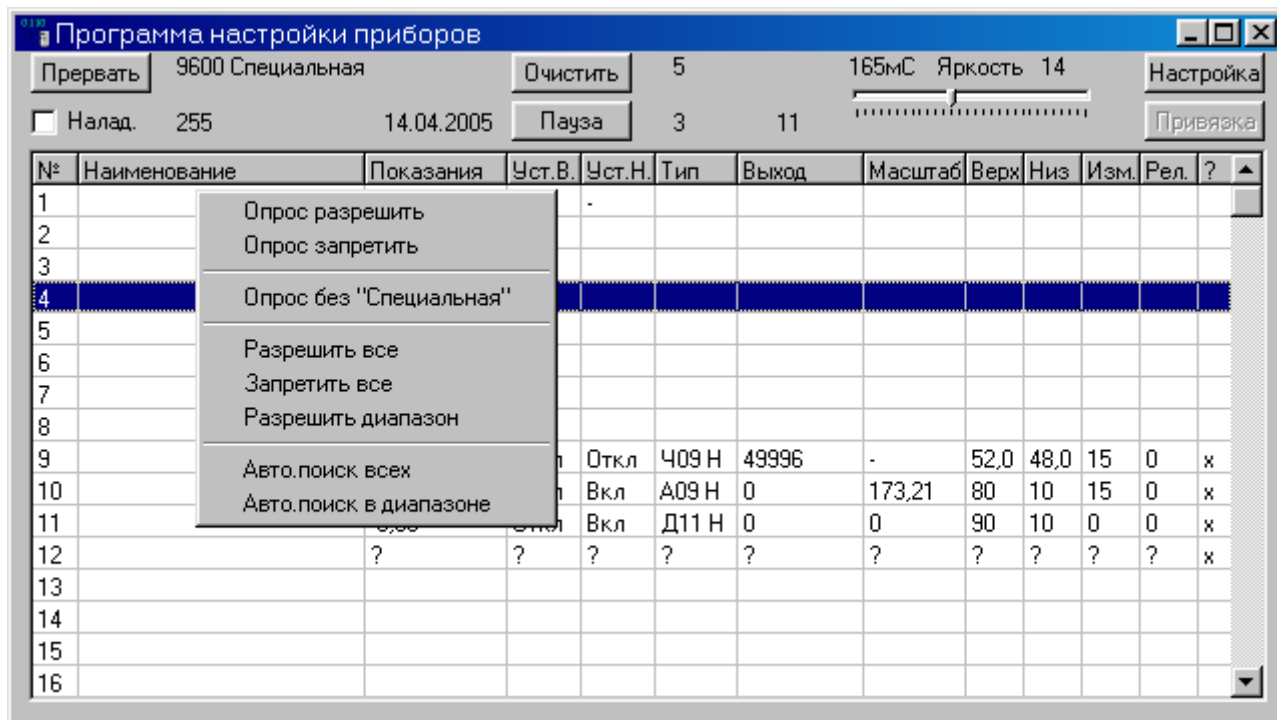 Программа настройки приборов
Прервать 9600 Специальная Очистить 5 165мС Яркость 14 Настройка
Налад. 255 14.04.2005 Пауза 3 11 Привязка
№ Наименование Показания Уст.В. Уст.Н. Тип Выход Масштаб Верх Низ Изм. Рел. ?
1 -
2
3
4
5
6
7
8
9 Откл Ч09 Н 49996 - 52,0 48,0 15 0 x
10 Вкл А09 Н 0 173,21 80 10 15 0 x
11 Вкл Д11 Н 0 0 90 10 0 0 x
12 ? ? ? ? ? ? ? ? ? ? x
13
14
15
16
Опрос разрешить
Опрос запретить
Опрос без "Специальная"
Разрешить все
Запретить все
Разрешить диапазон
Авто.поиск всех
Авто.поиск в диапазоне